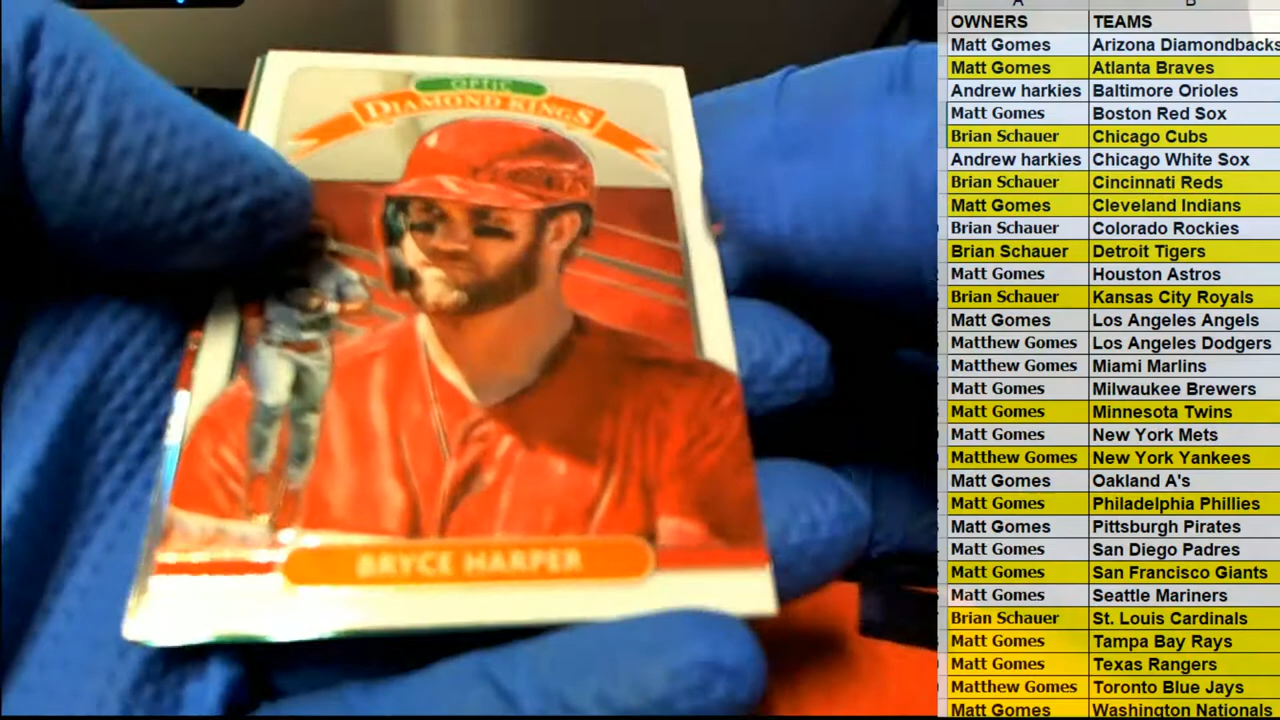 OPTIC
DIAMOND KINGS
BRYCE HARPER
A B
OWNERS TEAMS
Matt Gomes Arizona Diamondbacks
Matt Gomes Atlanta Braves
Andrew harkies Baltimore Orioles
Matt Gomes Boston Red Sox
Brian Schauer Chicago Cubs
Andrew harkies Chicago White Sox
Brian Schauer Cincinnati Reds
Matt Gomes Cleveland Indians
Brian Schauer Colorado Rockies
Brian Schauer Detroit Tigers
Matt Gomes Houston Astros
Brian Schauer Kansas City Royals
Matt Gomes Los Angeles Angels
Matthew Gomes Los Angeles Dodgers
Matthew Gomes Miami Marlins
Matt Gomes Milwaukee Brewers
Matt Gomes Minnesota Twins
Matt Gomes New York Mets
Matthew Gomes New York Yankees
Matt Gomes Oakland A's
Matt Gomes Philadelphia Phillies
Matt Gomes Pittsburgh Pirates
Matt Gomes San Diego Padres
Matt Gomes San Francisco Giants
Matt Gomes Seattle Mariners
Brian Schauer St. Louis Cardinals
Matt Gomes Tampa Bay Rays
Matt Gomes Texas Rangers
Matthew Gomes Toronto Blue Jays
Matt Gomes Washington Nationals